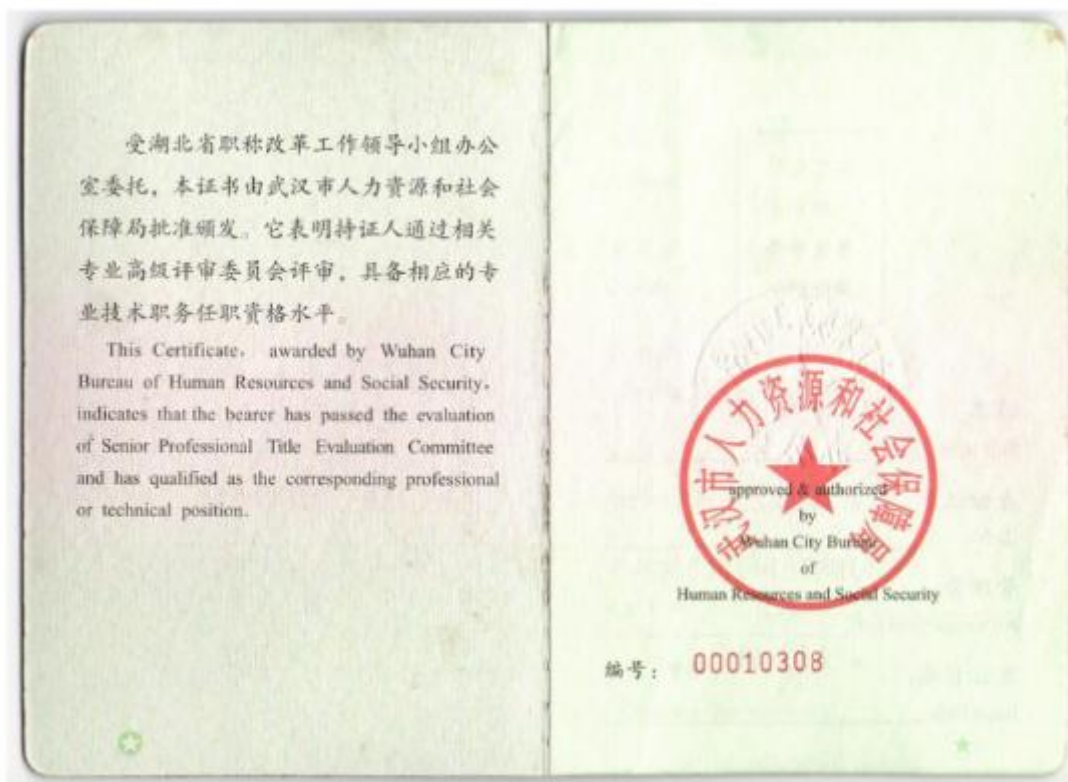 受湖北省职称改革工作领导小组办公
室委托，本证书由武汉市人力资源和社会
保障局批准颁发。它表明持证人通过相关
专业高级评审委员会评审，具备相应的专
业技术职务任职资格水平。
This Certificate, awarded by Wuhan City
Bureau of Human Resources and Social Security,
indicates that the bearer has passed the evaluation
of Senior Professional Title Evaluation Committee
and has qualified as the corresponding professional
or technical position.
武汉市人力资源和社会保障局
approved & authorized
by
Wuhan City Bureau
of
Human Resources and Social Security
编号： 00010308